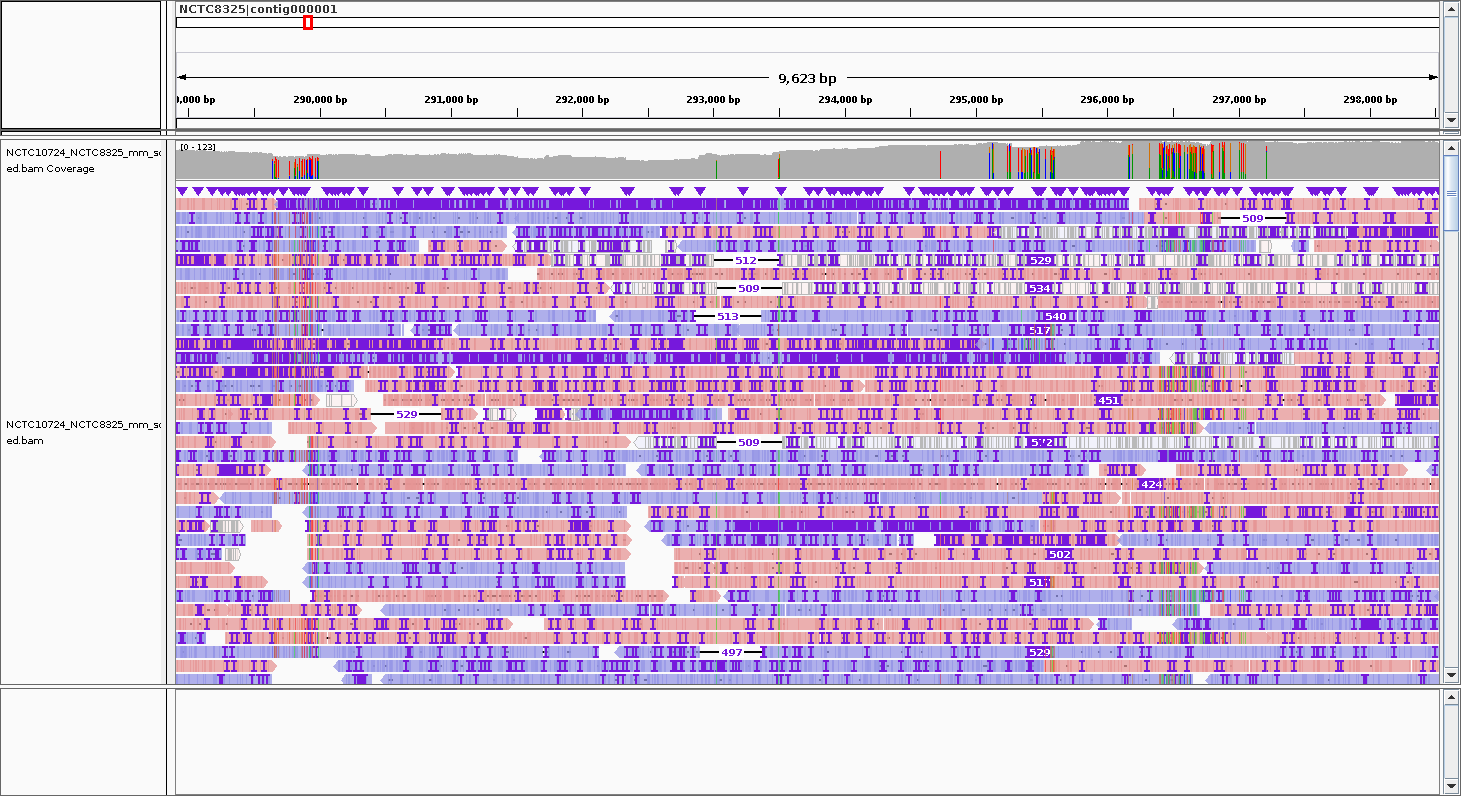 NCTC8325|contig000001
9,623 bp
,000 bp 290,000 bp 291,000 bp 292,000 bp 293,000 bp 294,000 bp 295,000 bp 296,000 bp 297,000 bp 298,000 bp
NCTC10724_NCTC8325_mm_so
ed.bam Coverage
[0 - 123]
509
512 529
509 534
513 540
517
451
529
NCTC10724_NCTC8325_mm_so
ed.bam
509
424
502
497 529